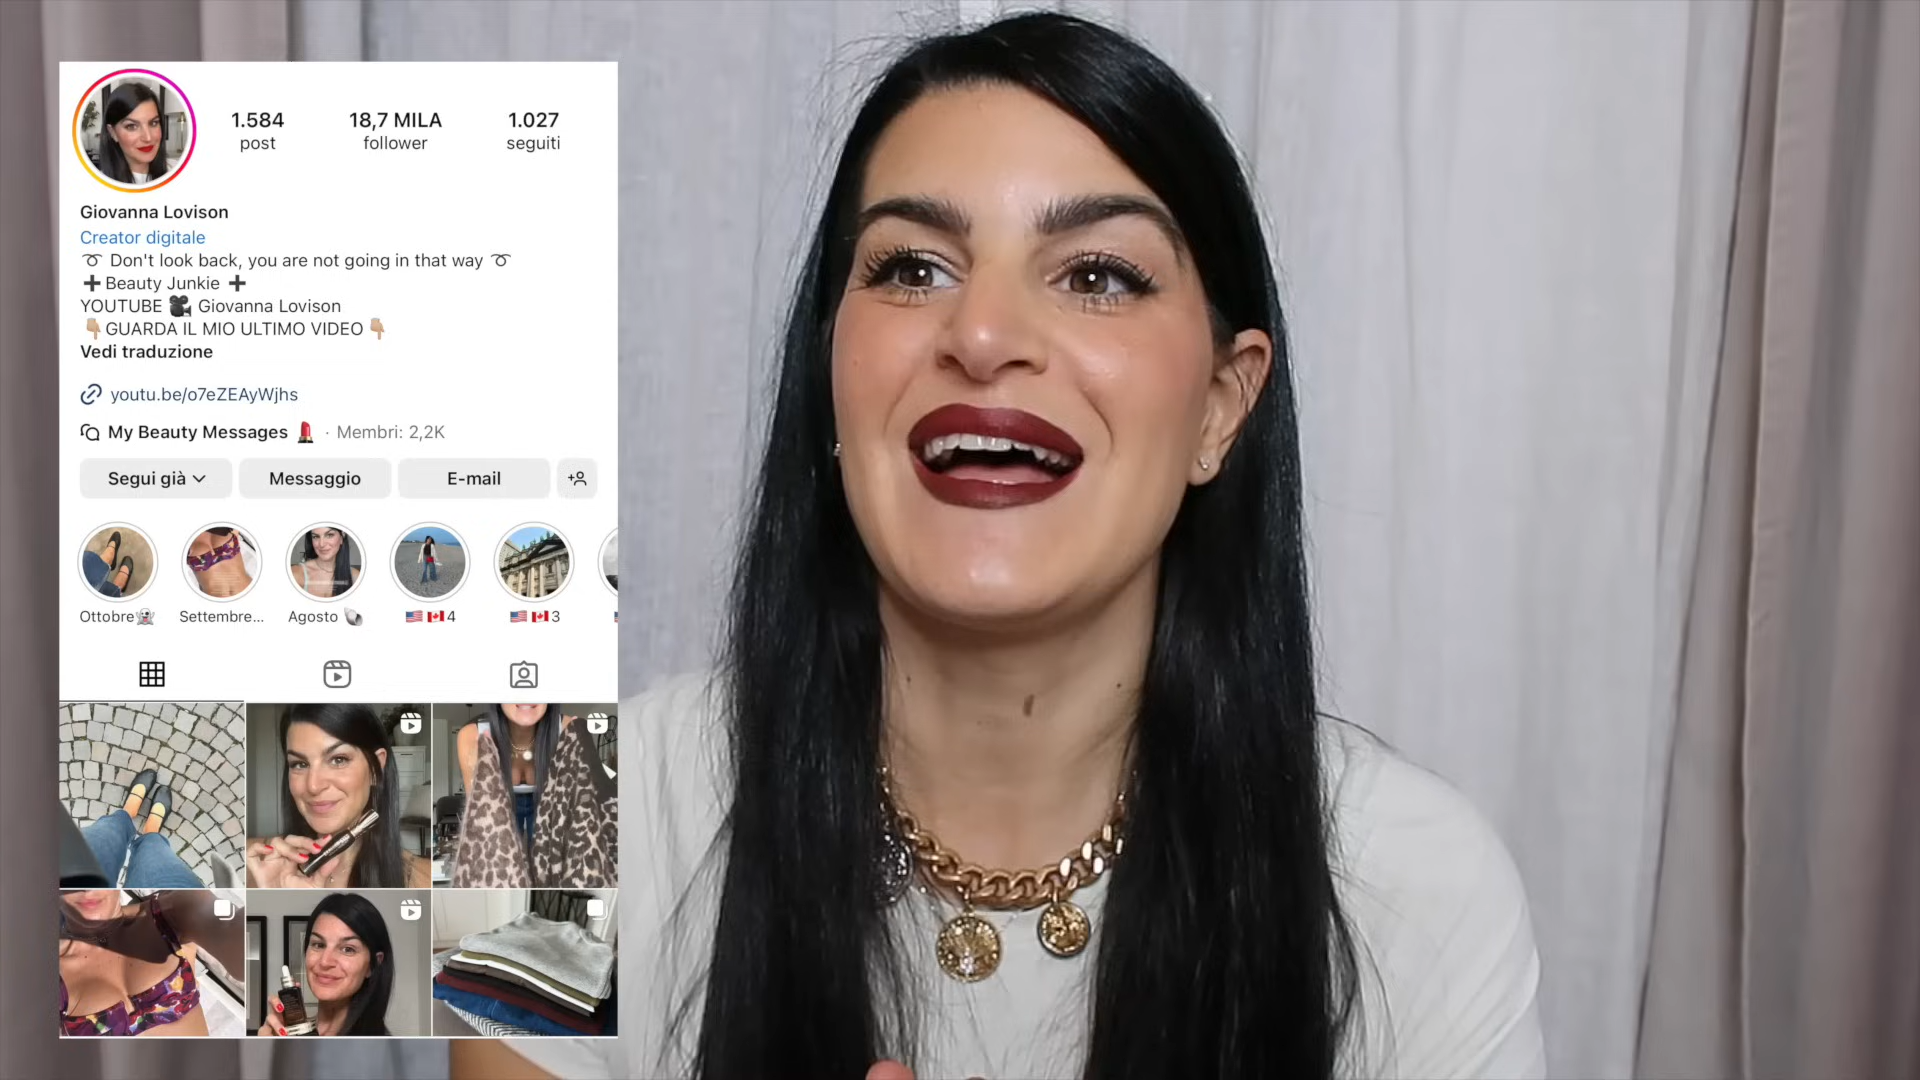 1.584
post
18,7 MILA
follower
1.027
seguiti
Giovanna Lovison
Creator digitale
➰ Don't look back, you are not going in that way ➰
➕ Beauty Junkie ➕
YOUTUBE 🎥 Giovanna Lovison
👇🏼 GUARDA IL MIO ULTIMO VIDEO 👇🏼
Vedi traduzione
youtu.be/o7eZEAyWjhs
My Beauty Messages 💄 · Membri: 2,2K
Segui già
Messaggio
E-mail
Ottobre👻
Settembre...
Agosto 🐚
🇺🇸 🇨🇦 4
🇺🇸 🇨🇦 3